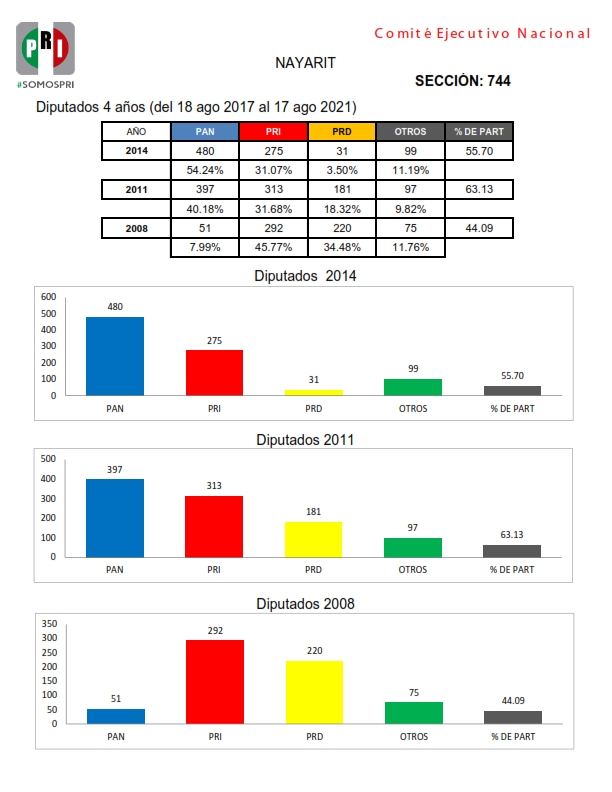 Comité Ejecutivo Nacional
PRI
#SOMOSPRI
NAYARIT
SECCIÓN: 744
Diputados 4 años (del 18 ago 2017 al 17 ago 2021)
AÑO PAN PRI PRD OTROS % DE PART
2014 480 275 31 99 55.70
54.24% 31.07% 3.50% 11.19%
2011 397 313 181 97 63.13
40.18% 31.68% 18.32% 9.82%
2008 51 292 220 75 44.09
7.99% 45.77% 34.48% 11.76%
Diputados 2014
600
500
400
300
200
100
0
480
275
31
99
55.70
PAN PRI PRD OTROS % DE PART
Diputados 2011
500
400
300
200
100
0
397
313
181
97
63.13
PAN PRI PRD OTROS % DE PART
Diputados 2008
350
300
250
200
150
100
50
0
51
292
220
75
44.09
PAN PRI PRD OTROS % DE PART